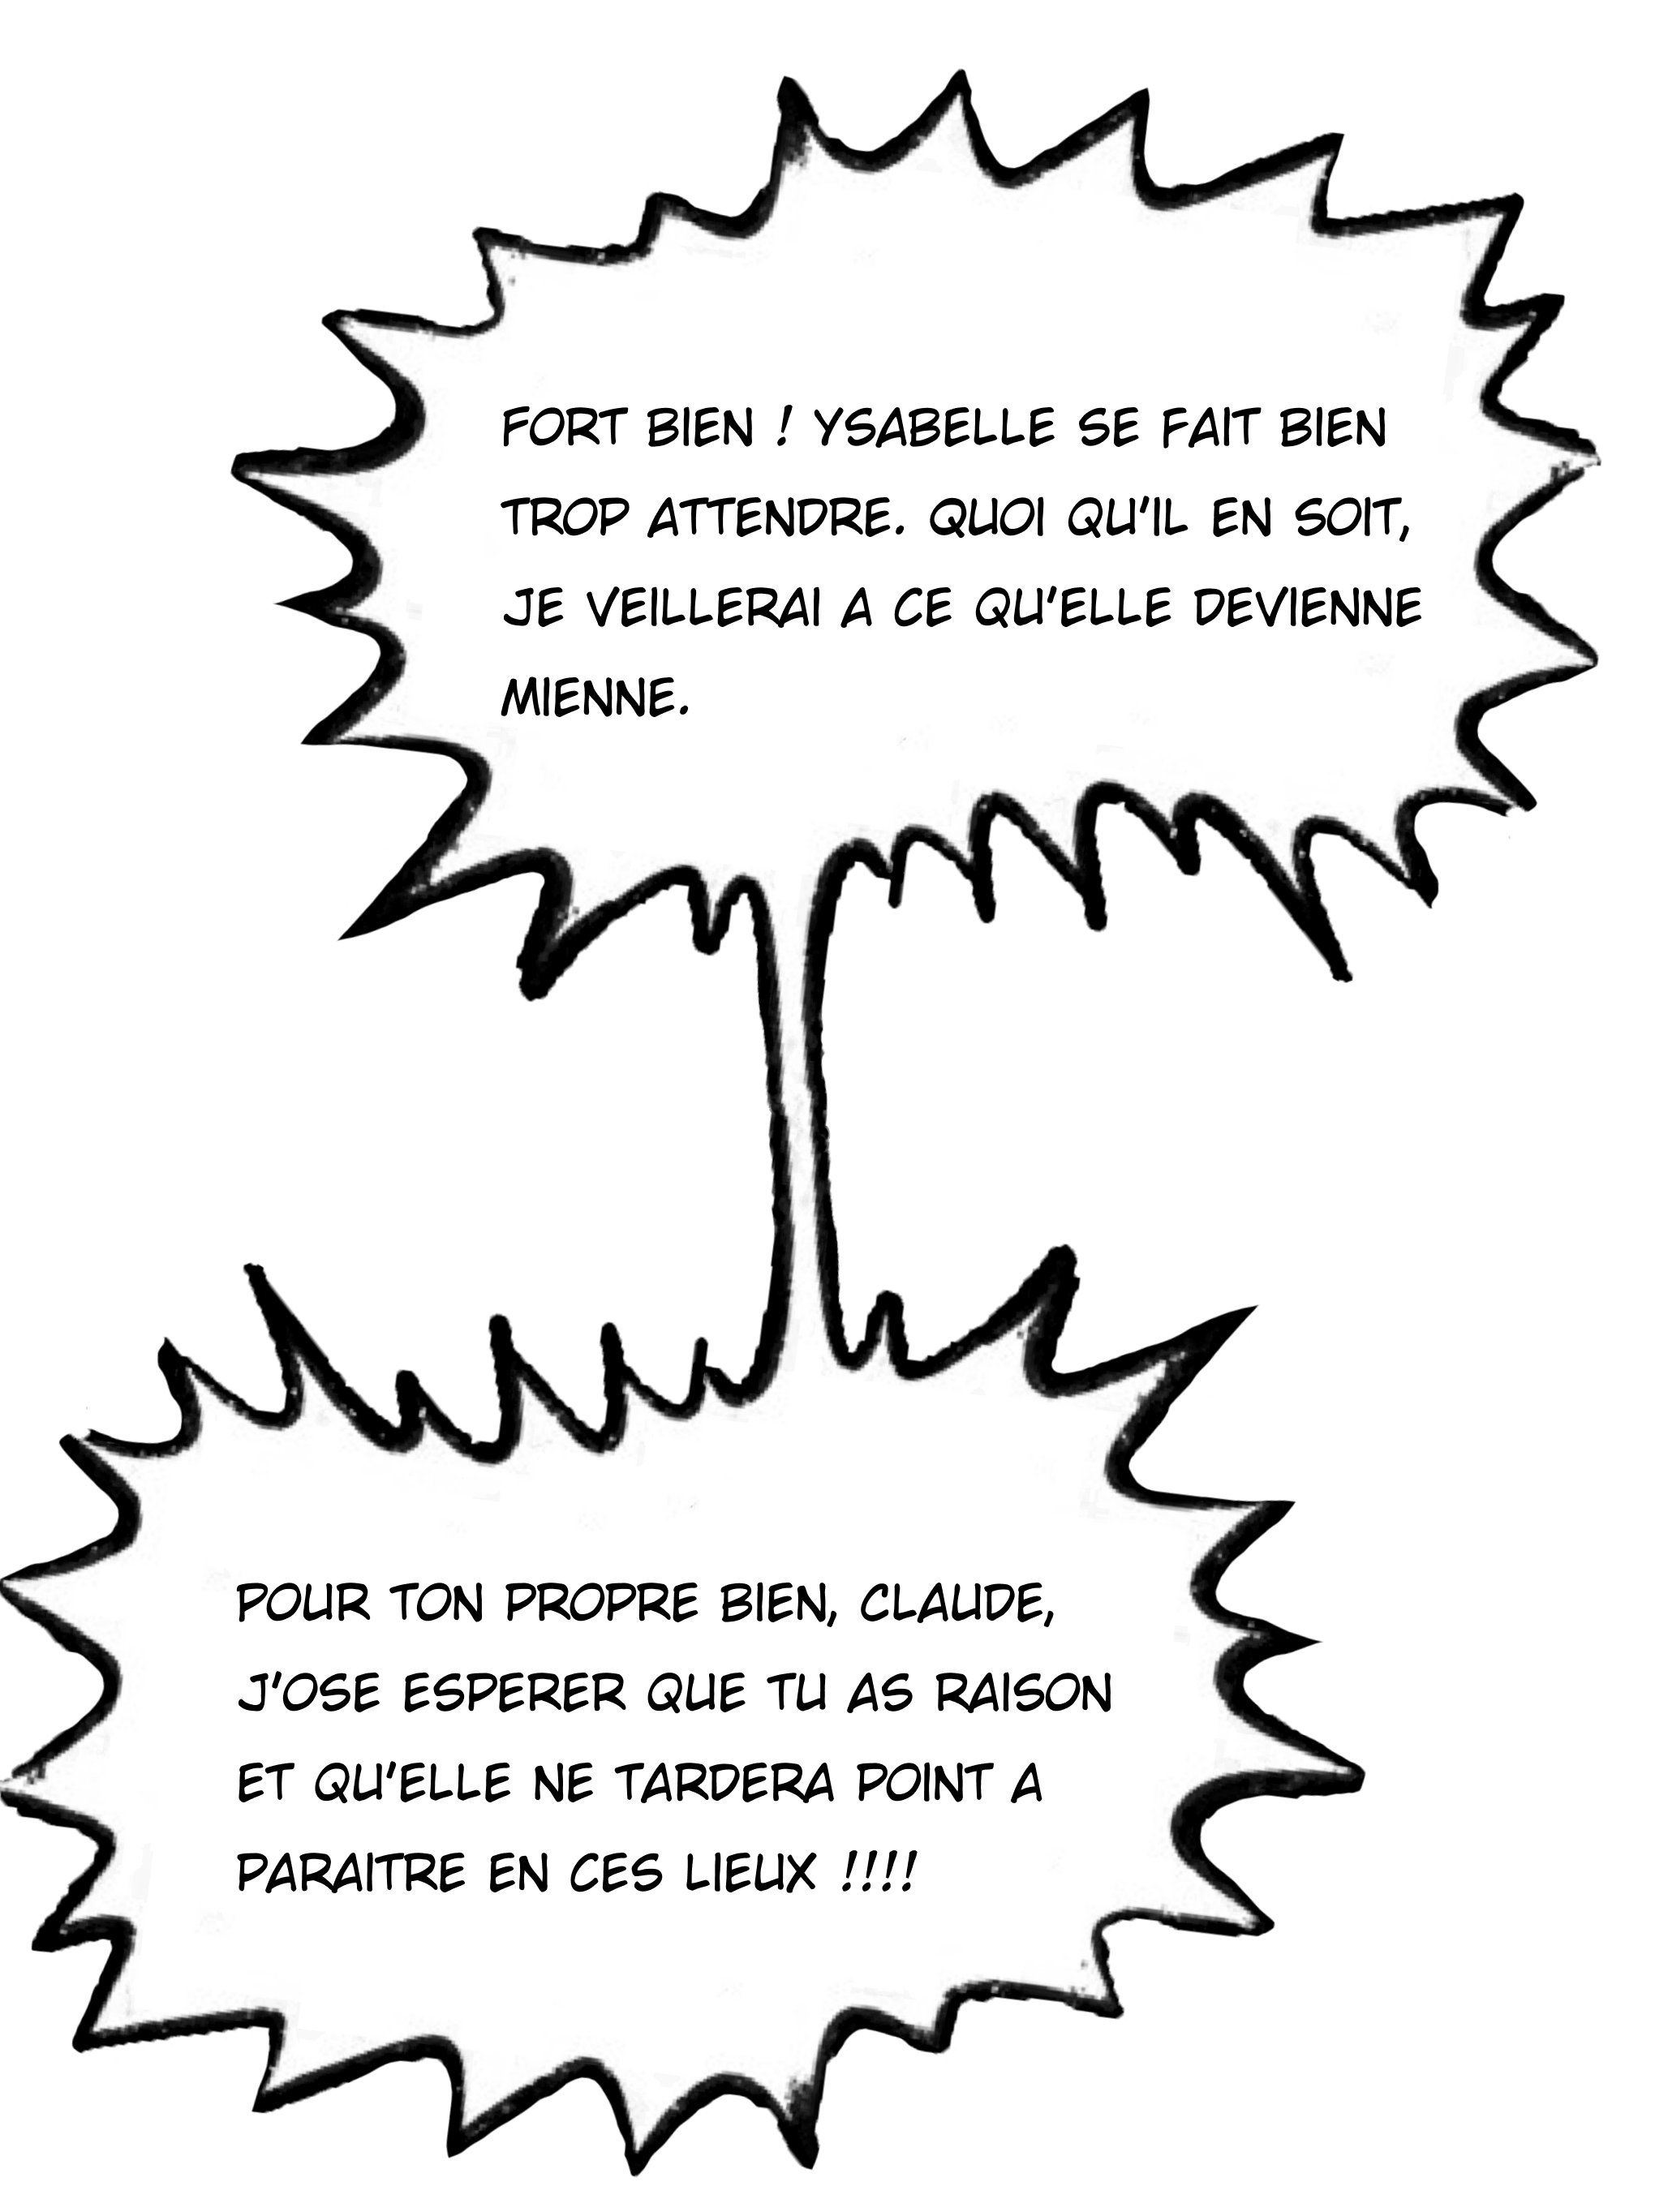 FORT BIEN ! YSABELLE SE FAIT BIEN
TROP ATTENDRE. QUOI QU'IL EN SOIT,
JE VEILLERAI A CE QU'ELLE DEVIENNE
MIENNE.
POUR TON PROPRE BIEN, CLAUDE,
J'OSE ESPERER QUE TU AS RAISON
ET QU'ELLE NE TARDERA POINT A
PARAITRE EN CES LIEUX !!!!